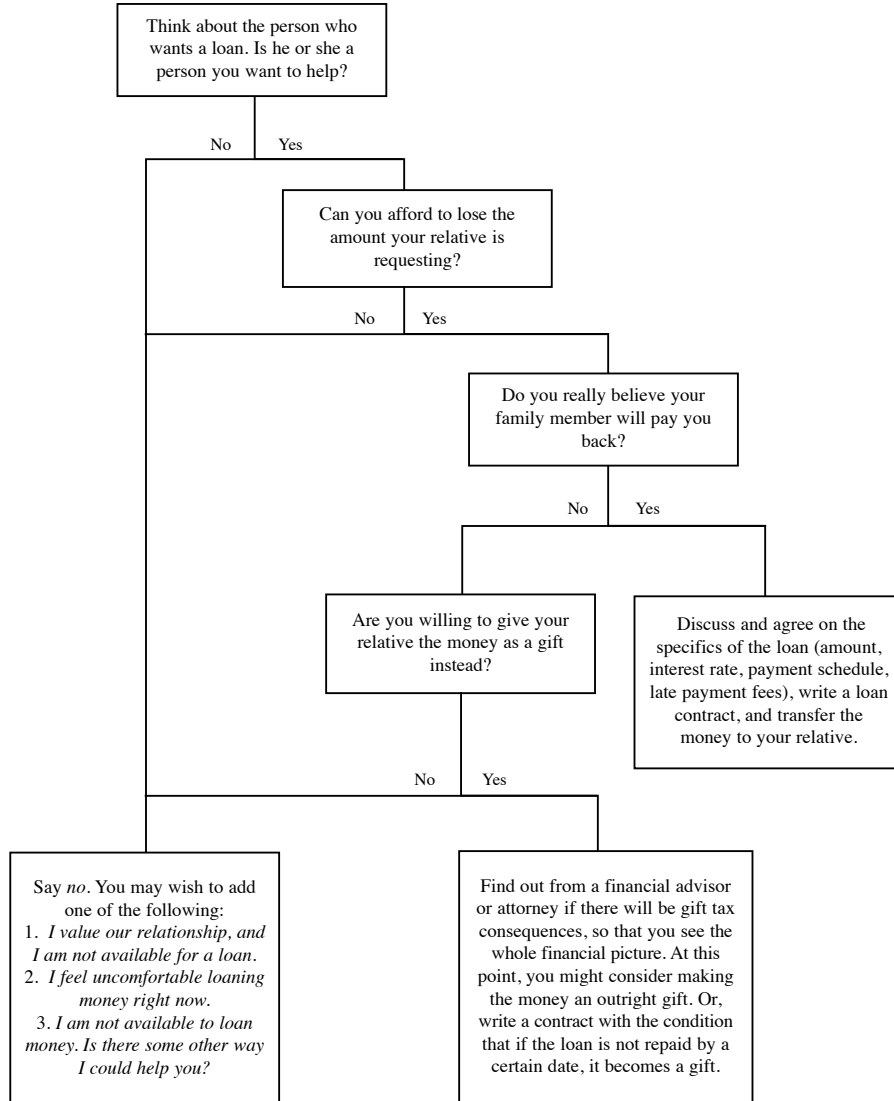 Think about the person who
wants a loan. Is he or she a
person you want to help?
No Yes
Can you afford to lose the
amount your relative is
requesting?
No Yes
Do you really believe your
family member will pay you
back?
No Yes
Are you willing to give your
relative the money as a gift
instead?
Discuss and agree on the
specifics of the loan (amount,
interest rate, payment schedule,
late payment fees), write a loan
contract, and transfer the
money to your relative.
No Yes
Say no. You may wish to add
one of the following:
1. I value our relationship, and
I am not available for a loan.
2. I feel uncomfortable loaning
money right now.
3. I am not available to loan
money. Is there some other way
I could help you?
Find out from a financial advisor
or attorney if there will be gift tax
consequences, so that you see the
whole financial picture. At this
point, you might consider making
the money an outright gift. Or,
write a contract with the condition
that if the loan is not repaid by a
certain date, it becomes a gift.